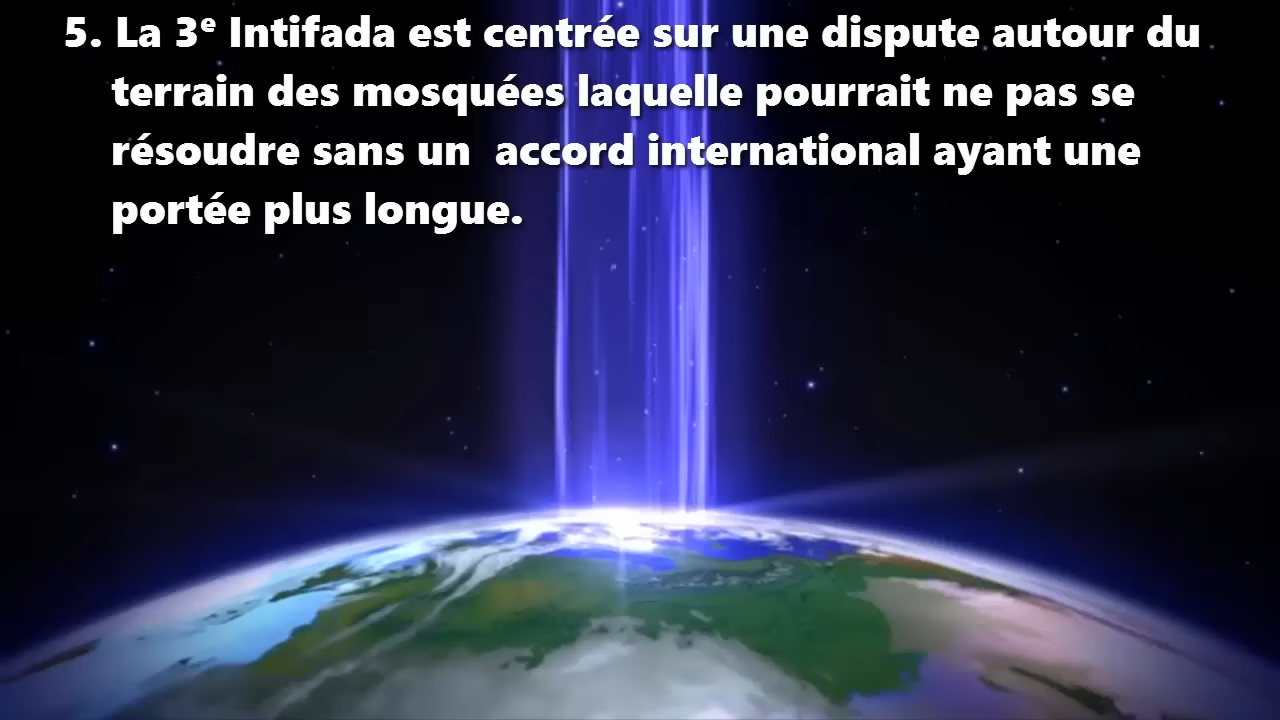 5. La 3e Intifada est centrée sur une dispute autour du
terrain des mosquées laquelle pourrait ne pas se
résoudre sans un  accord international ayant une
portée plus longue.